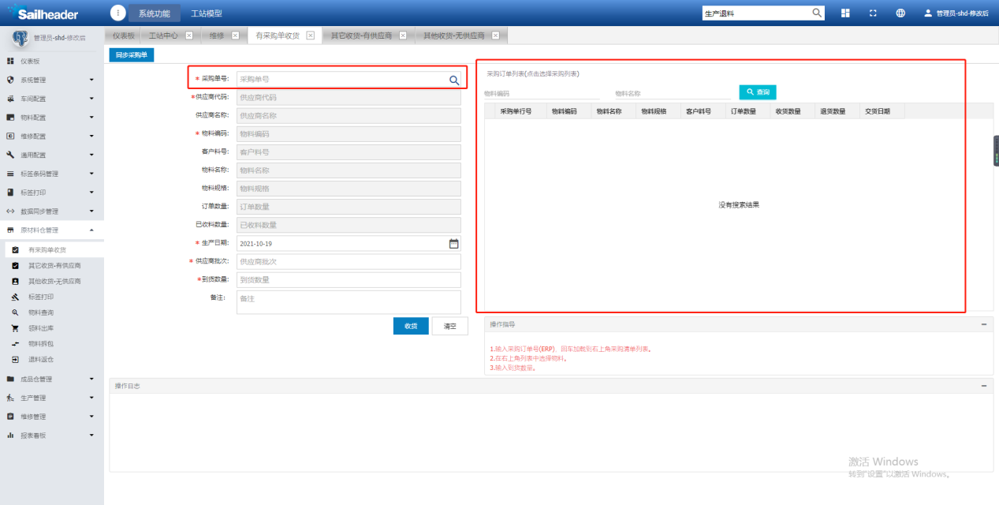 Sailheader
系统功能
工站模型
生产退料
管理员-shd-修改后
管理员-shd-修改后
仪表板
工站中心
维修
有采购单收货
其它收货-有供应商
其他收货-无供应商
仪表板
系统管理
车间配置
物料配置
维修配置
通用配置
标签条码管理
标签打印
数据同步管理
原材料仓管理
有采购单收货
其它收货-有供应商
其他收货-无供应商
标签打印
物料查询
领料出库
物料拆包
退料返仓
成品仓管理
生产管理
维修管理
报表看板
同步采购单
* 采购单号: 采购单号
*供应商代码: 供应商代码
供应商名称: 供应商名称
* 物料编码: 物料编码
客户料号: 客户料号
物料名称: 物料名称
物料规格: 物料规格
订单数量: 订单数量
已收料数量: 已收料数量
* 生产日期: 2021-10-19
* 供应商批次: 供应商批次
*到货数量: 到货数量
备注: 备注
收货
清空
采购订单列表(点击选择采购列表)
物料编码
物料名称
查询
采购单行号 物料编码 物料名称 物料规格 客户料号 订单数量 收货数量 退货数量 交货日期
没有搜索结果
操作指导
1.输入采购订单号(ERP)、回车加载到右上角采购清单列表。
2.在右上角列表中选择物料。
3.输入到货数量。
操作日志
激活 Windows
转到"设置"以激活 Windows。